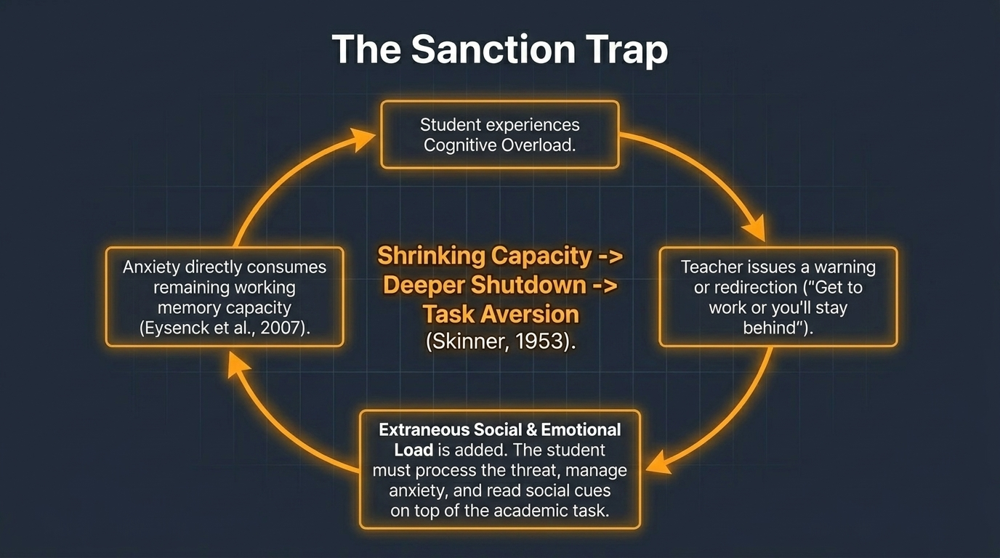 The Sanction Trap
Student experiences
Cognitive Overload.
Teacher issues a warning
or redirection ("Get to
work or you'll stay
behind").
Extraneous Social & Emotional
Load is added. The student
must process the threat, manage
anxiety, and read social cues
on top of the academic task.
Anxiety directly consumes
remaining working
memory capacity
(Eysenck et al., 2007).
Shrinking Capacity ->
Deeper Shutdown ->
Task Aversion
(Skinner, 1953).